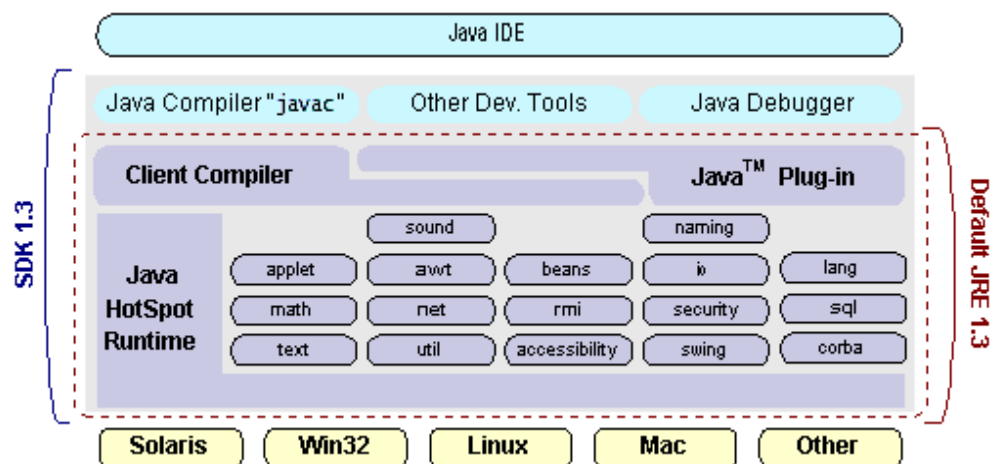 Java IDE
Java Compiler "javac"
Other Dev. Tools
Java Debugger
Client Compiler
Java™ Plug-in
SDK 1.3
Default JRE 1.3
Java
HotSpot
Runtime
sound
naming
applet
awt
beans
io
lang
math
net
rmi
security
sql
text
util
accessibility
swing
corba
Solaris
Win32
Linux
Mac
Other